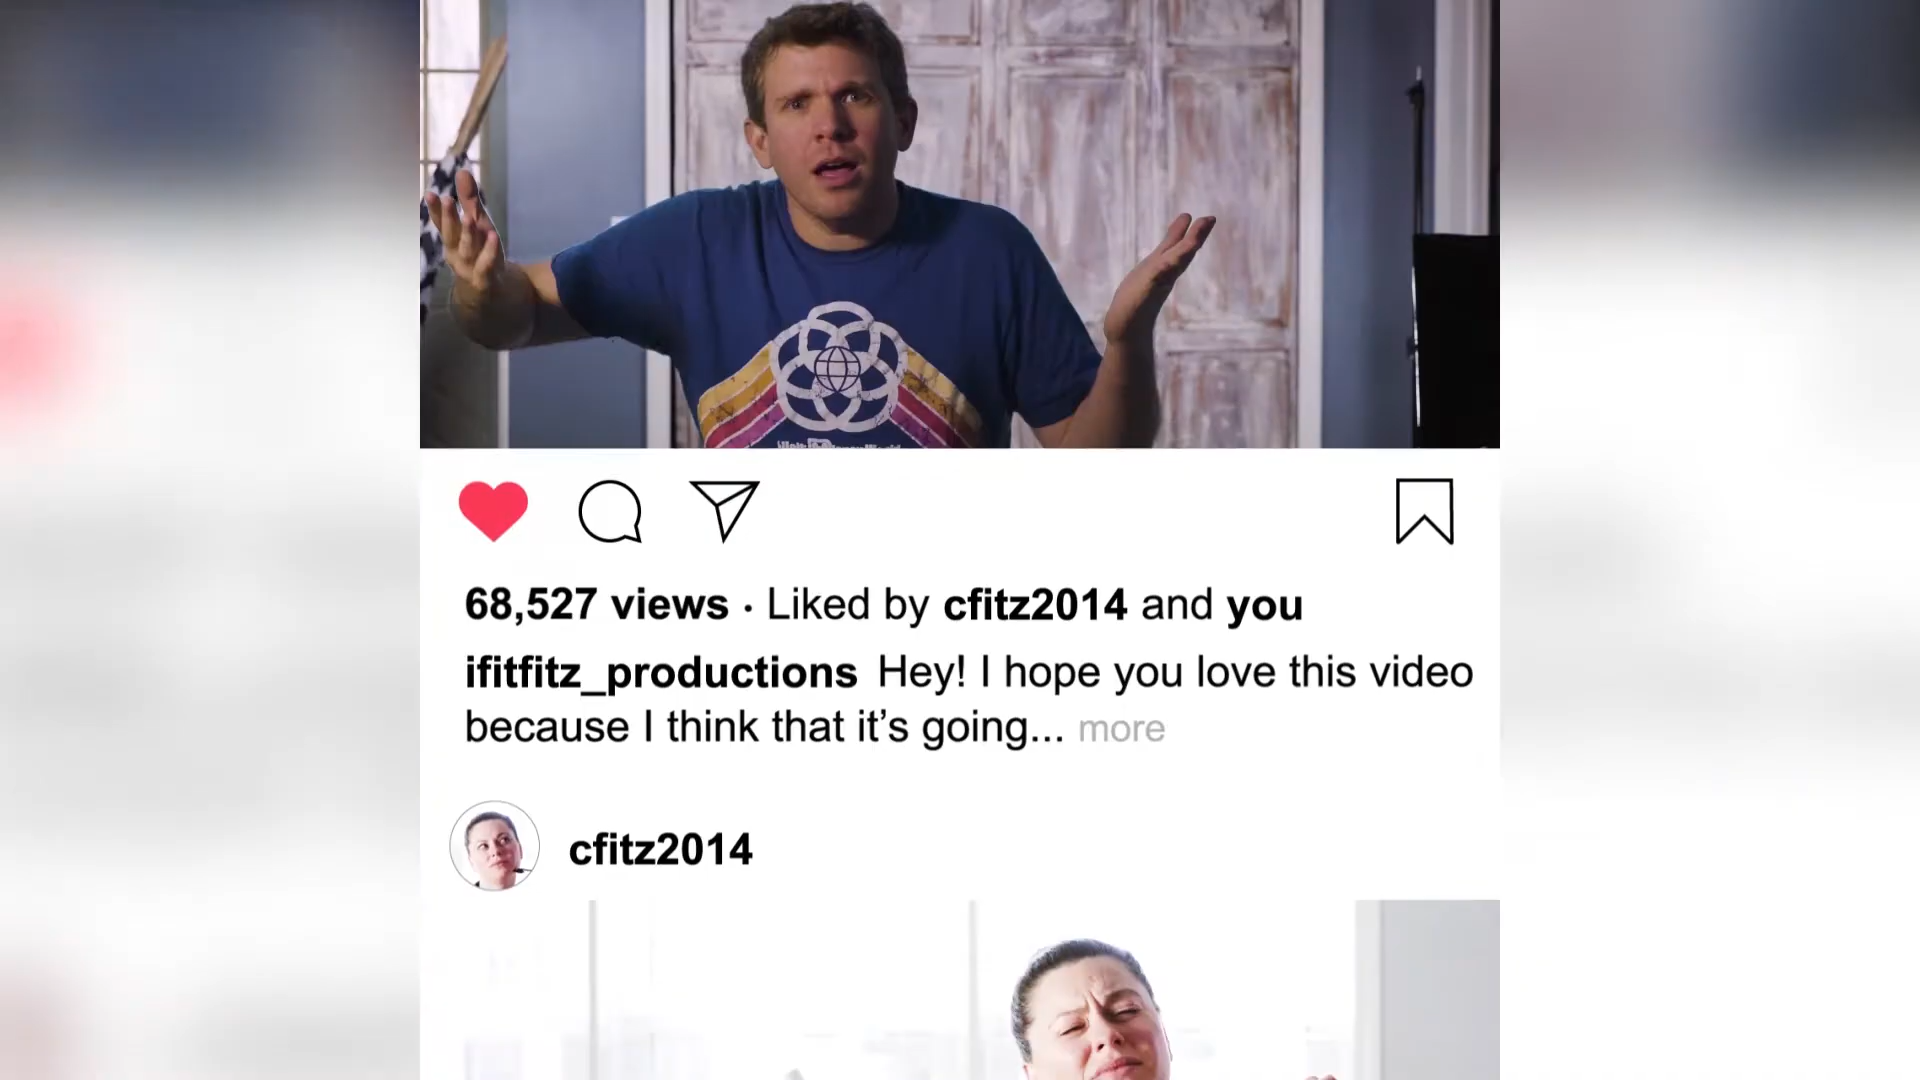 68,527 views · Liked by cfitz2014 and you
ifitfitz_productions Hey! I hope you love this video
because I think that it’s going... more
cfitz2014